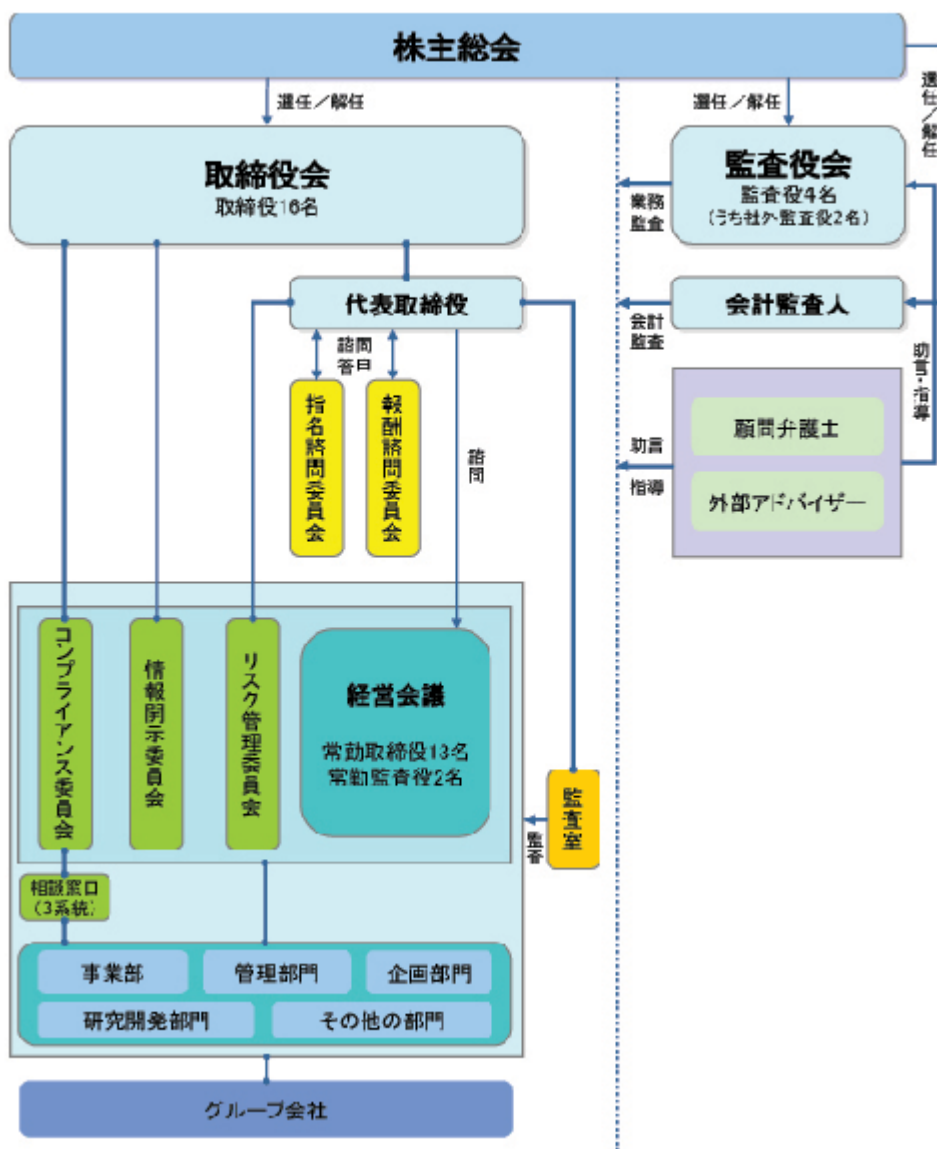 株主総会
選任/解任
選任/解任
選任/解任
取締役会
取締役16名
監査役会
監査役4名
(うち社外監査役2名)
業務
監査
代表取締役
会計監査人
会計
監査
諮問
答申
指名諮問委員会
報酬諮問委員会
諮問
助言・指導
顧問弁護士
外部アドバイザー
助言
指導
コンプライアンス委員会
情報開示委員会
リスク管理委員会
経営会議
常勤取締役13名
常勤監査役2名
監査室
監査
相談窓口
(3系統)
事業部
管理部門
企画部門
研究開発部門
その他の部門
グループ会社